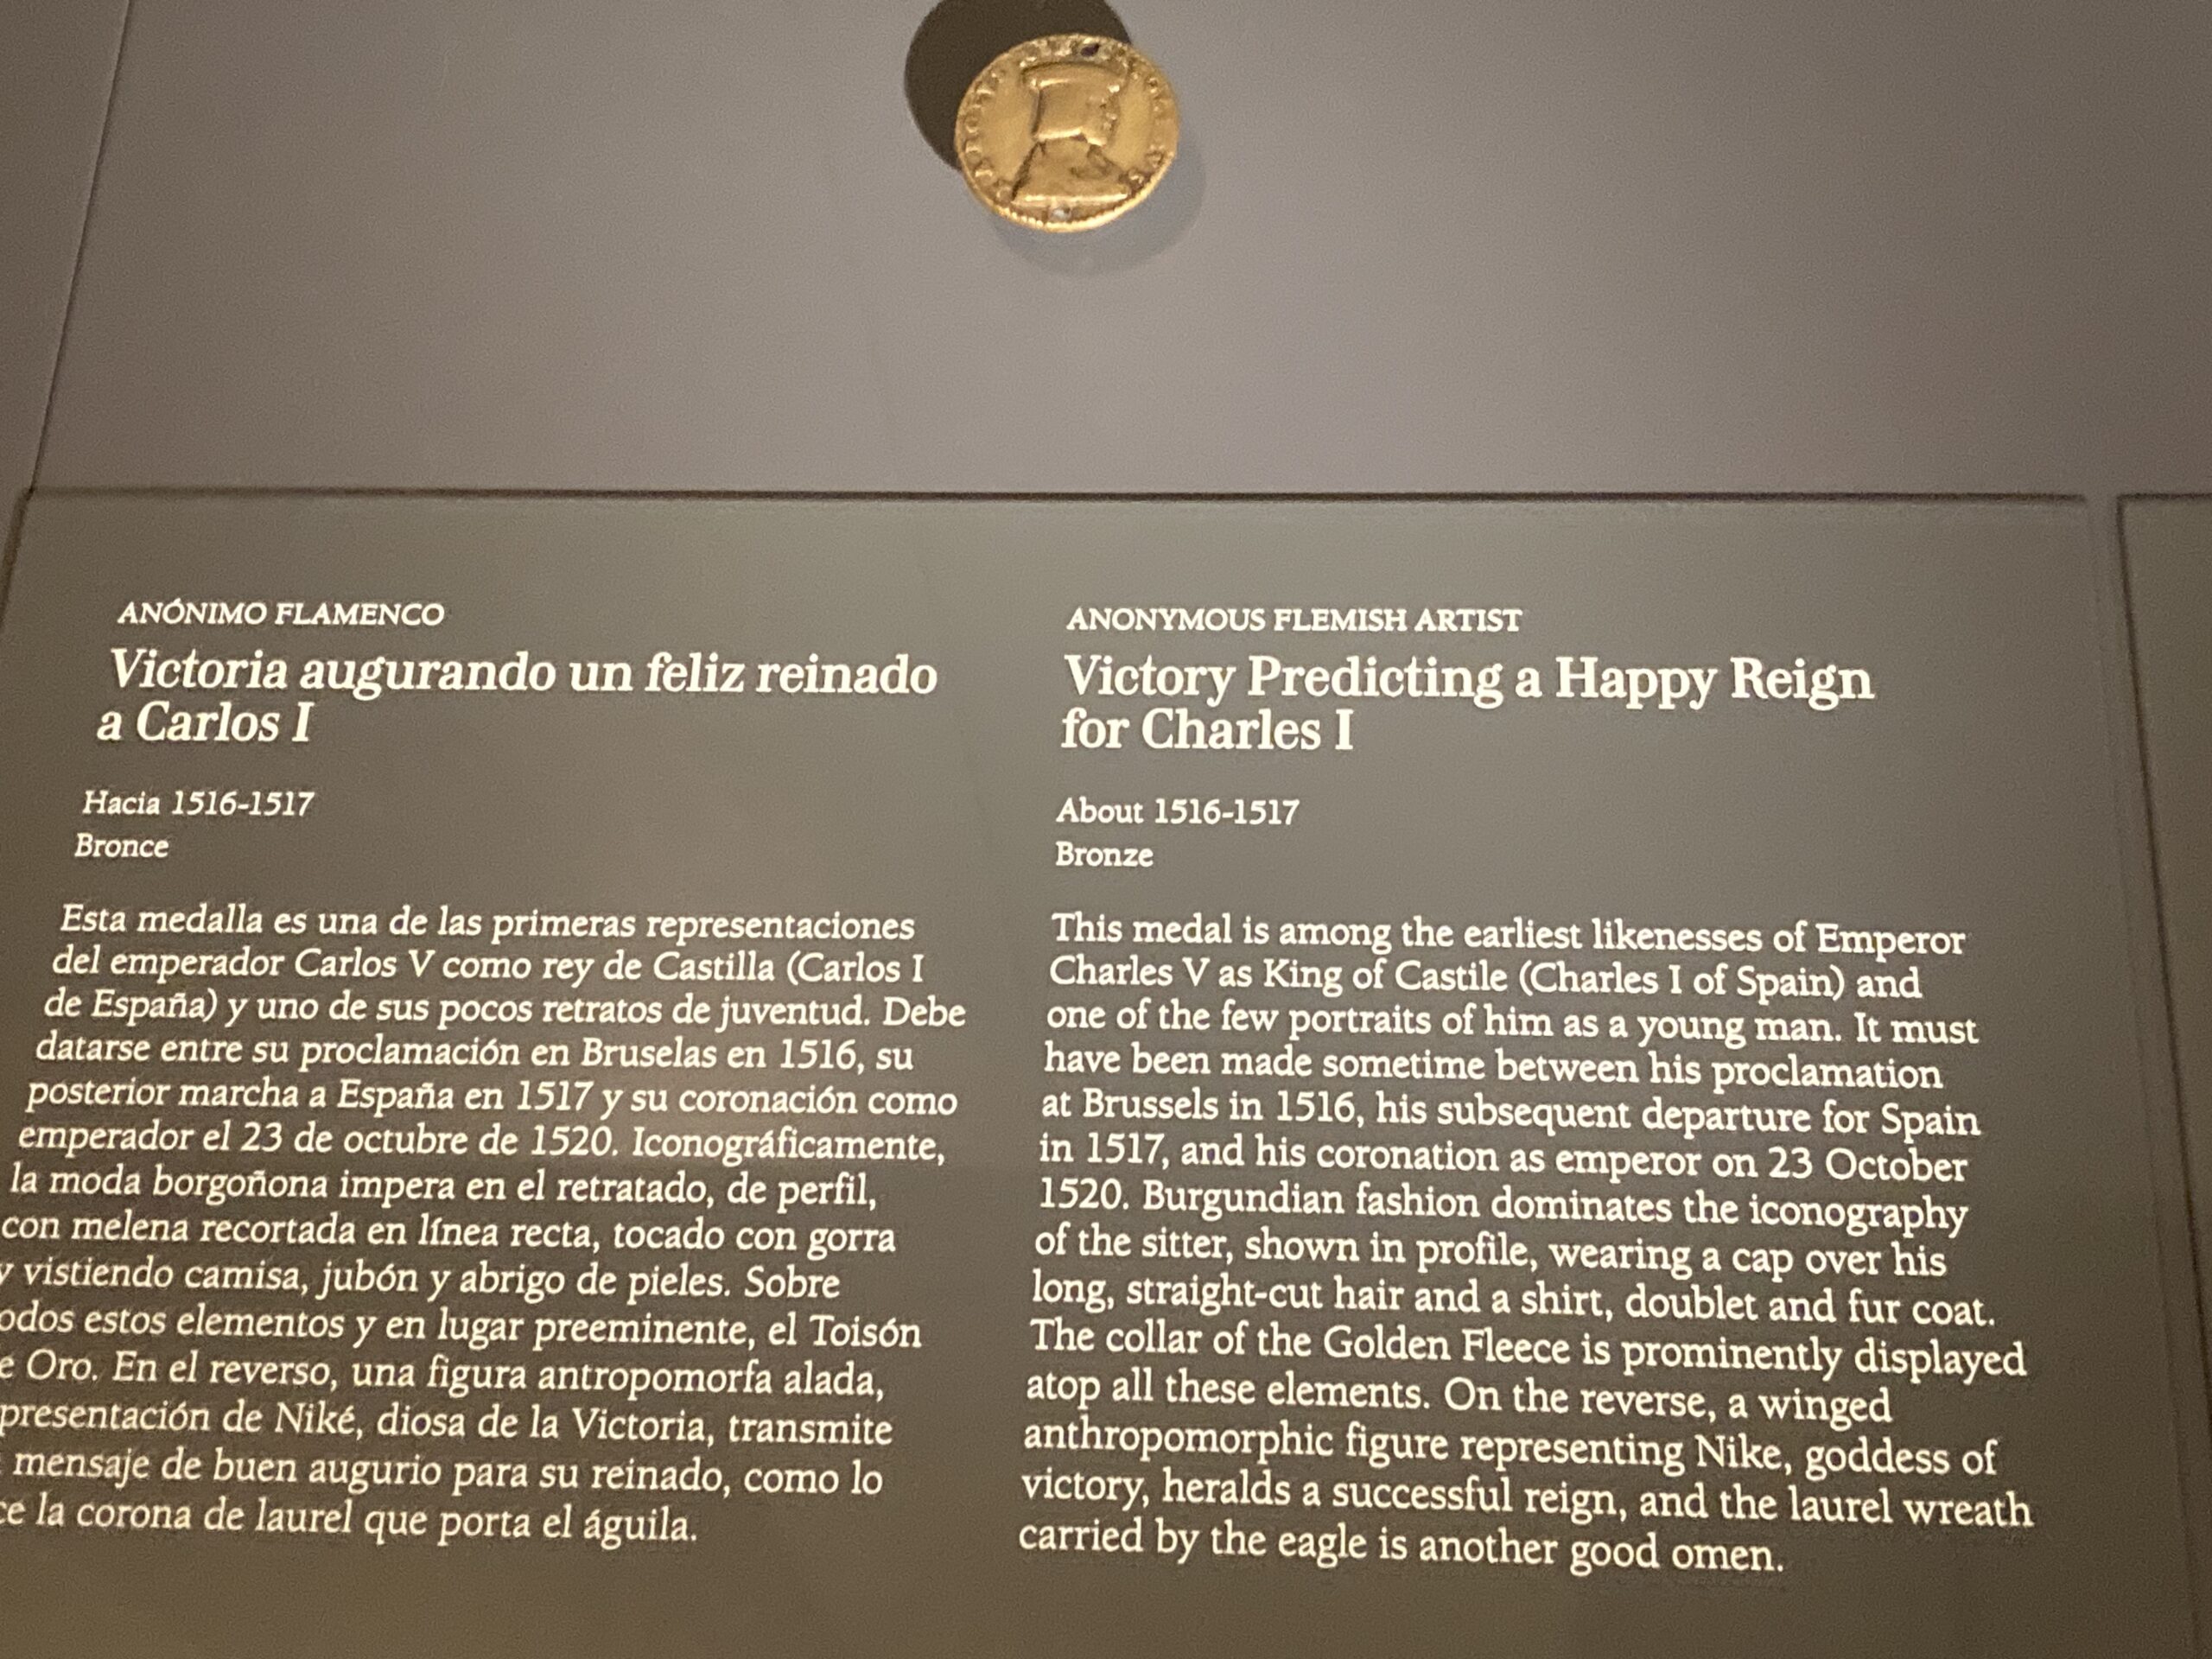 ANÓNIMO FLAMENCO
Victoria augurando un feliz reinado
a Carlos I
Hacia 1516-1517
Bronce
Esta medalla es una de las primeras representaciones
del emperador Carlos V como rey de Castilla (Carlos I
de España) y uno de sus pocos retratos de juventud. Debe
datarse entre su proclamación en Bruselas en 1516, su
posterior marcha a España en 1517 y su coronación como
emperador el 23 de octubre de 1520. Iconográficamente,
la moda borgoñona impera en el retratado, de perfil,
con melena recortada en línea recta, tocado con gorra
y vistiendo camisa, jubón y abrigo de pieles. Sobre
odos estos elementos y en lugar preeminente, el Toisón
e Oro. En el reverso, una figura antropomorfa alada,
presentación de Niké, diosa de la Victoria, transmite
mensaje de buen augurio para su reinado, como lo
ce la corona de laurel que porta el águila.
ANONYMOUS FLEMISH ARTIST
Victory Predicting a Happy Reign
for Charles I
About 1516-1517
Bronze
This medal is among the earliest likenesses of Emperor
Charles V as King of Castile (Charles I of Spain) and
one of the few portraits of him as a young man. It must
have been made sometime between his proclamation
at Brussels in 1516, his subsequent departure for Spain
in 1517, and his coronation as emperor on 23 October
1520. Burgundian fashion dominates the iconography
of the sitter, shown in profile, wearing a cap over his
long, straight-cut hair and a shirt, doublet and fur coat.
The collar of the Golden Fleece is prominently displayed
atop all these elements. On the reverse, a winged
anthropomorphic figure representing Nike, goddess of
victory, heralds a successful reign, and the laurel wreath
carried by the eagle is another good omen.